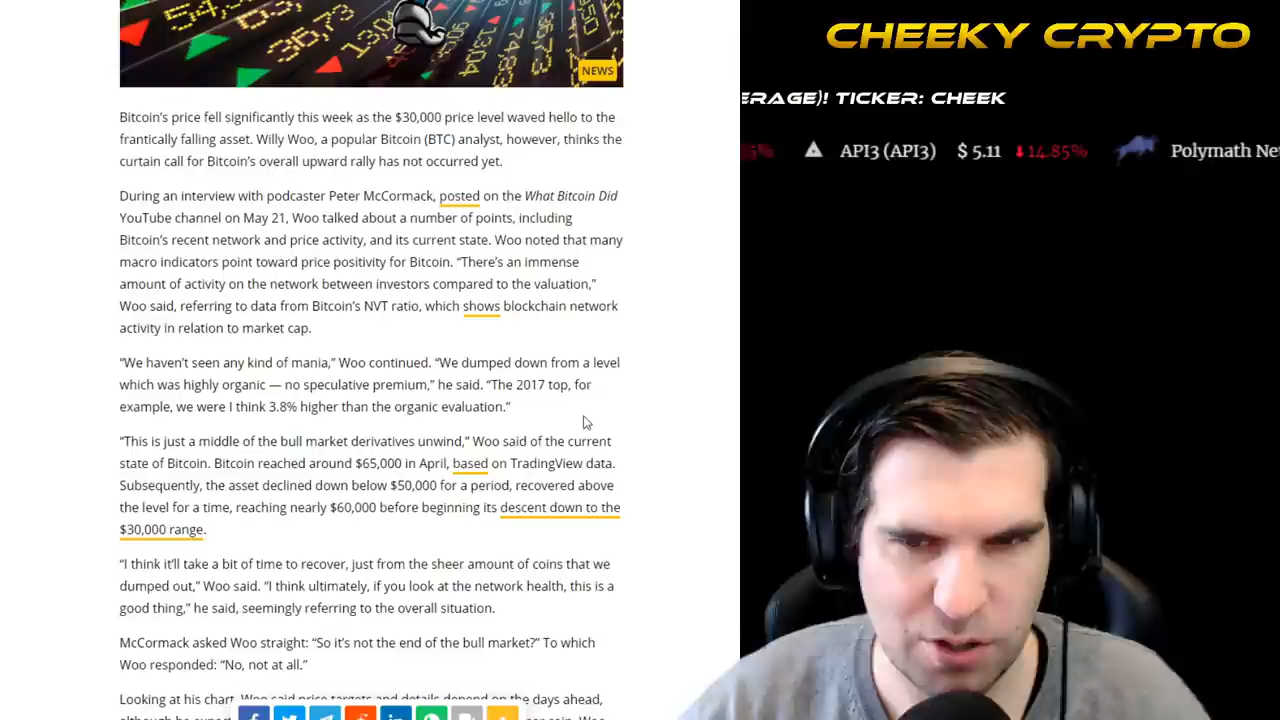 NEWS
CHEEKY CRYPTO
ERAGE)! TICKER: CHEEK
API3 (API3) $ 5.11 14.85% Polymath
Bitcoin’s price fell significantly this week as the $30,000 price level waved hello to the
frantically falling asset. Willy Woo, a popular Bitcoin (BTC) analyst, however, thinks the
curtain call for Bitcoin’s overall upward rally has not occurred yet.
During an interview with podcaster Peter McCormack, posted on the What Bitcoin Did
YouTube channel on May 21, Woo talked about a number of points, including
Bitcoin’s recent network and price activity, and its current state. Woo noted that many
macro indicators point toward price positivity for Bitcoin. “There’s an immense
amount of activity on the network between investors compared to the valuation,”
Woo said, referring to data from Bitcoin’s NVT ratio, which shows blockchain network
activity in relation to market cap.
“We haven’t seen any kind of mania,” Woo continued. “We dumped down from a level
which was highly organic — no speculative premium,” he said. “The 2017 top, for
example, we were I think 3.8% higher than the organic evaluation.”
“This is just a middle of the bull market derivatives unwind,” Woo said of the current
state of Bitcoin. Bitcoin reached around $65,000 in April, based on TradingView data.
Subsequently, the asset declined down below $50,000 for a period, recovered above
the level for a time, reaching nearly $60,000 before beginning its descent down to the
$30,000 range.
“I think it’ll take a bit of time to recover, just from the sheer amount of coins that we
dumped out,” Woo said. “I think ultimately, if you look at the network health, this is a
good thing,” he said, seemingly referring to the overall situation.
McCormack asked Woo straight: “So it’s not the end of the bull market?” To which
Woo responded: “No, not at all.”
Looking at his chart, Woo said price targets and details depend on the days ahead,